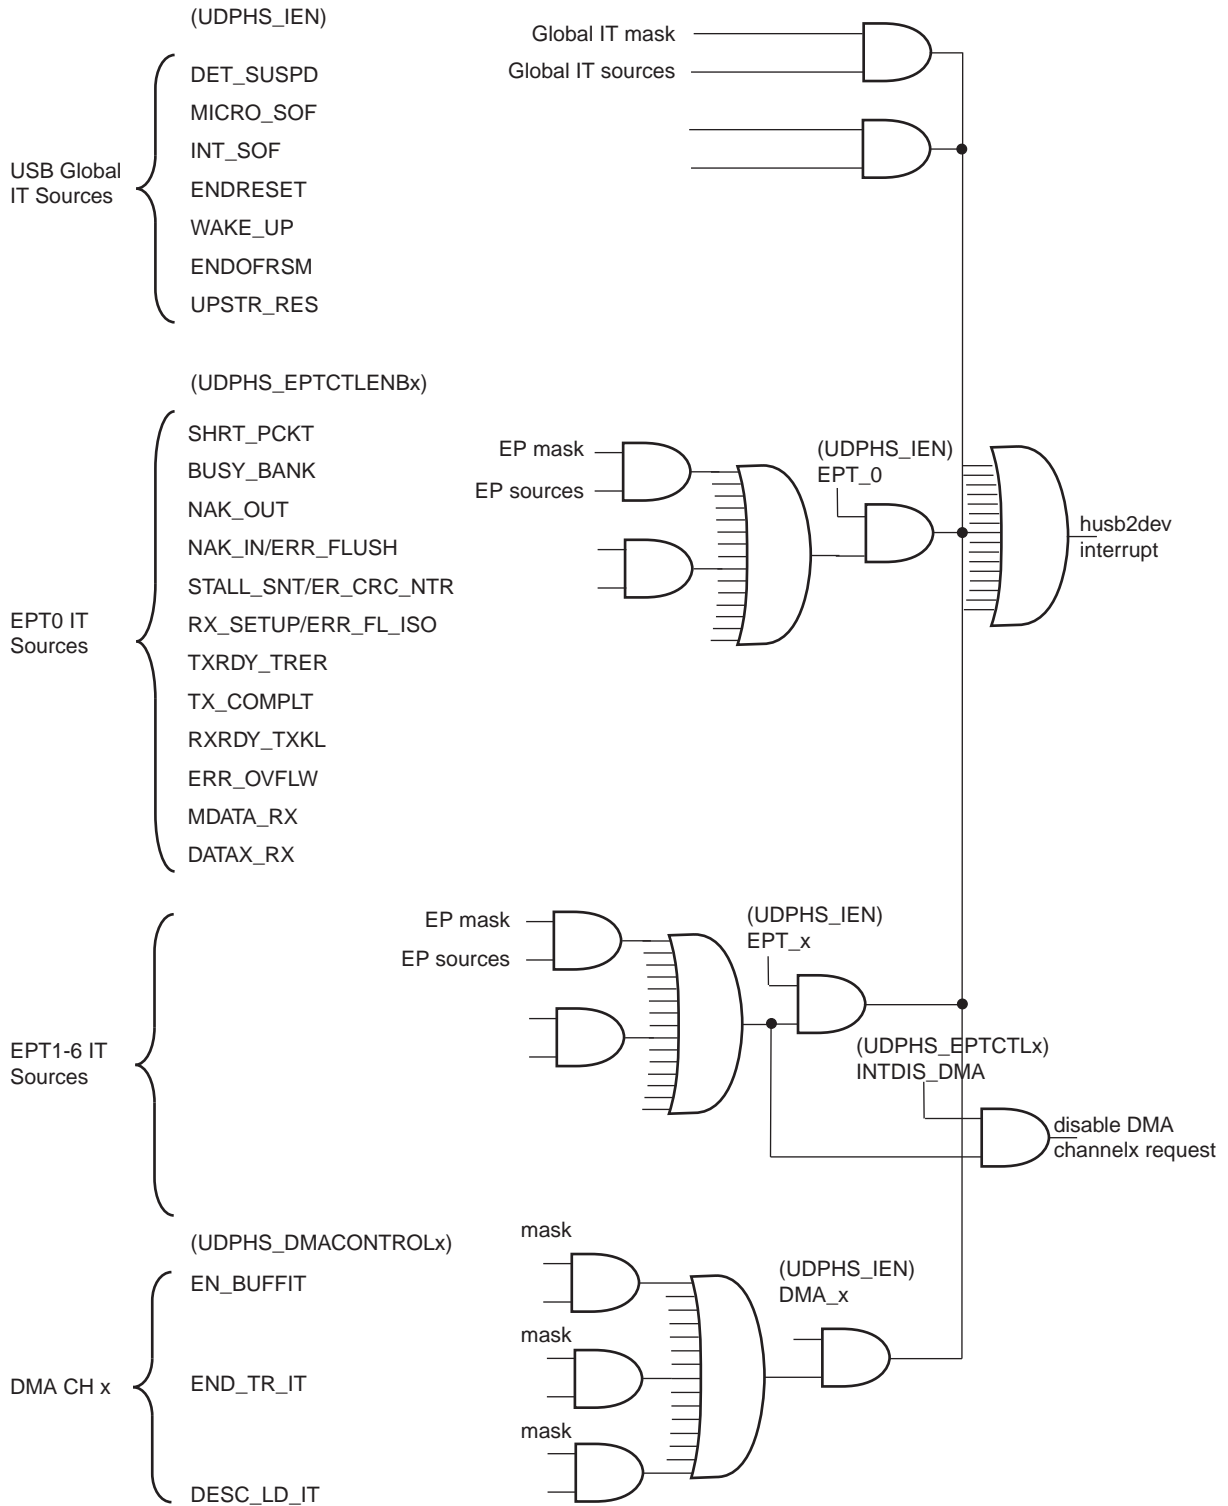 (UDPHS_IEN)
Global IT mask
Global IT sources
DET_SUSPD
MICRO_SOF
INT_SOF
USB Global
IT Sources
ENDRESET
WAKE_UP
ENDOFRSM
UPSTR_RES
(UDPHS_EPTCTLENBx)
SHRT_PCKT
BUSY_BANK
NAK_OUT
NAK_IN/ERR_FLUSH
STALL_SNT/ER_CRC_NTR
EPT0 IT
Sources
RX_SETUP/ERR_FL_ISO
TXRDY_TRER
TX_COMPLT
RXRDY_TXKL
ERR_OVFLW
MDATA_RX
DATAX_RX
EP mask
EP sources
(UDPHS_IEN)
EPT_0
husb2dev
interrupt
EP mask
EP sources
(UDPHS_IEN)
EPT_x
EPT1-6 IT
Sources
(UDPHS_EPTCTLx)
INTDIS_DMA
disable DMA
channelx request
(UDPHS_DMACONTROLx)
mask
EN_BUFFIT
(UDPHS_IEN)
DMA_x
mask
DMA CH x
END_TR_IT
mask
DESC_LD_IT